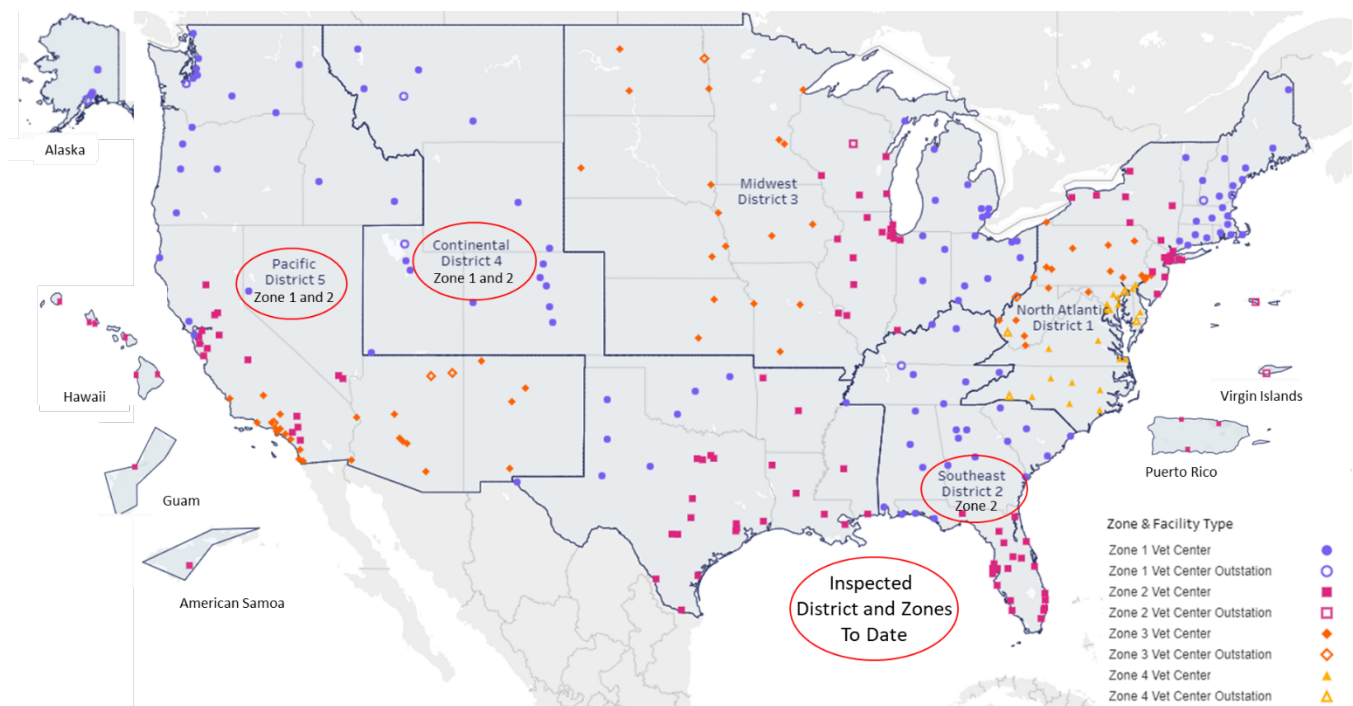 Alaska
Midwest
District 3
Continental
District 4
Zone 1 and 2
Pacific
District 5
Zone 1 and 2
North Atlantic
District 1
Hawaii
Virgin Islands
Puerto Rico
Guam
Southeast
District 2
Zone 2
American Samoa
Inspected
District and Zones
To Date
Zone & Facility Type
Zone 1 Vet Center
Zone 1 Vet Center Outstation
Zone 2 Vet Center
Zone 2 Vet Center Outstation
Zone 3 Vet Center
Zone 3 Vet Center Outstation
Zone 4 Vet Center
Zone 4 Vet Center Outstation